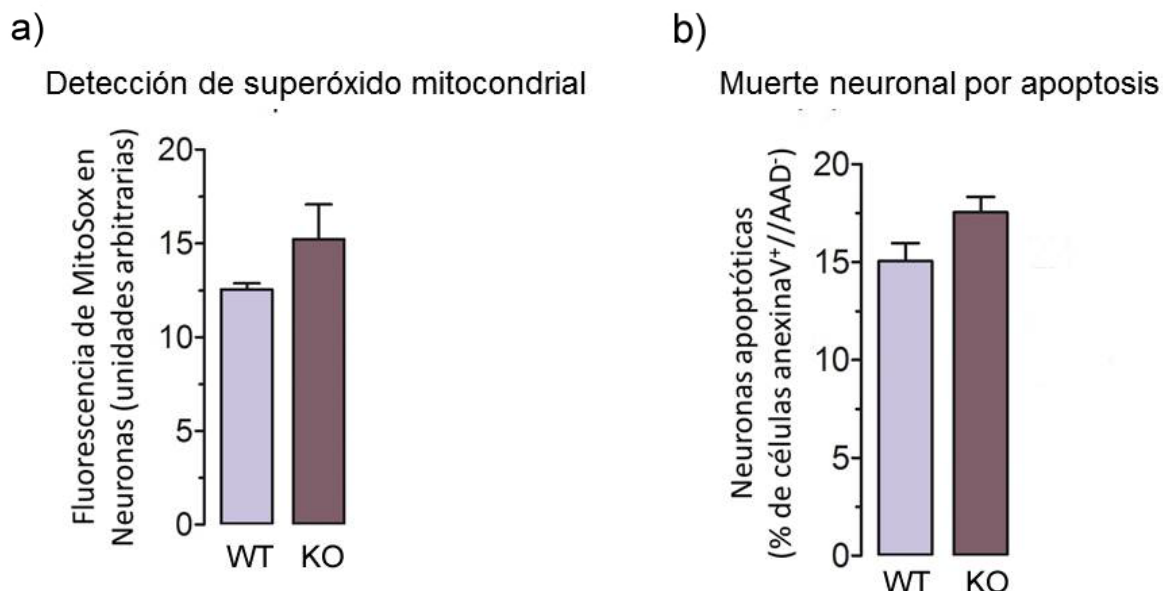 a)
Detección de superóxido mitocondrial
Fluorescencia de MitoSox en
Neuronas (unidades arbitrarias)
20
15
10
5
0
WT KO
b)
Muerte neuronal por apoptosis
Neuronas apoptóticas
(% de células anexinaV⁺//AAD⁻)
20
15
10
5
0
WT KO